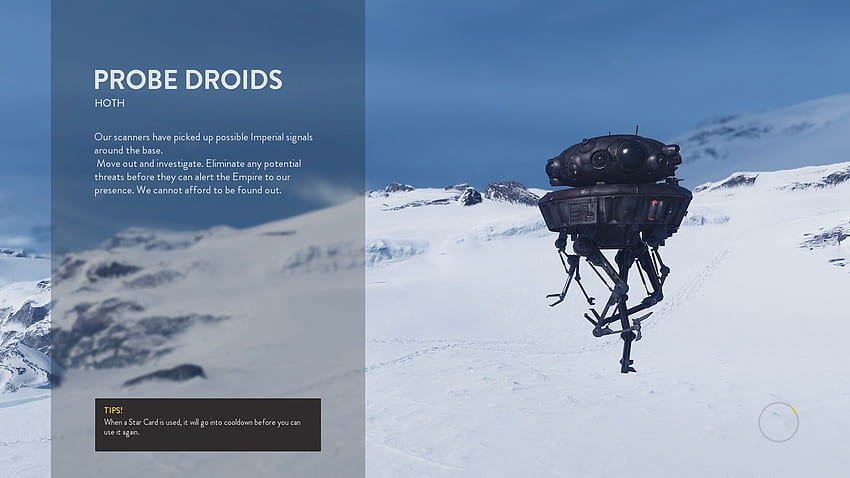 PROBE DROIDS
HOTH
Our scanners have picked up possible Imperial signals
around the base.
Move out and investigate. Eliminate any potential
threats before they can alert the Empire to our
presence. We cannot afford to be found out.
TIPS!
When a Star Card is used, it will go into cooldown before you can
use it again.